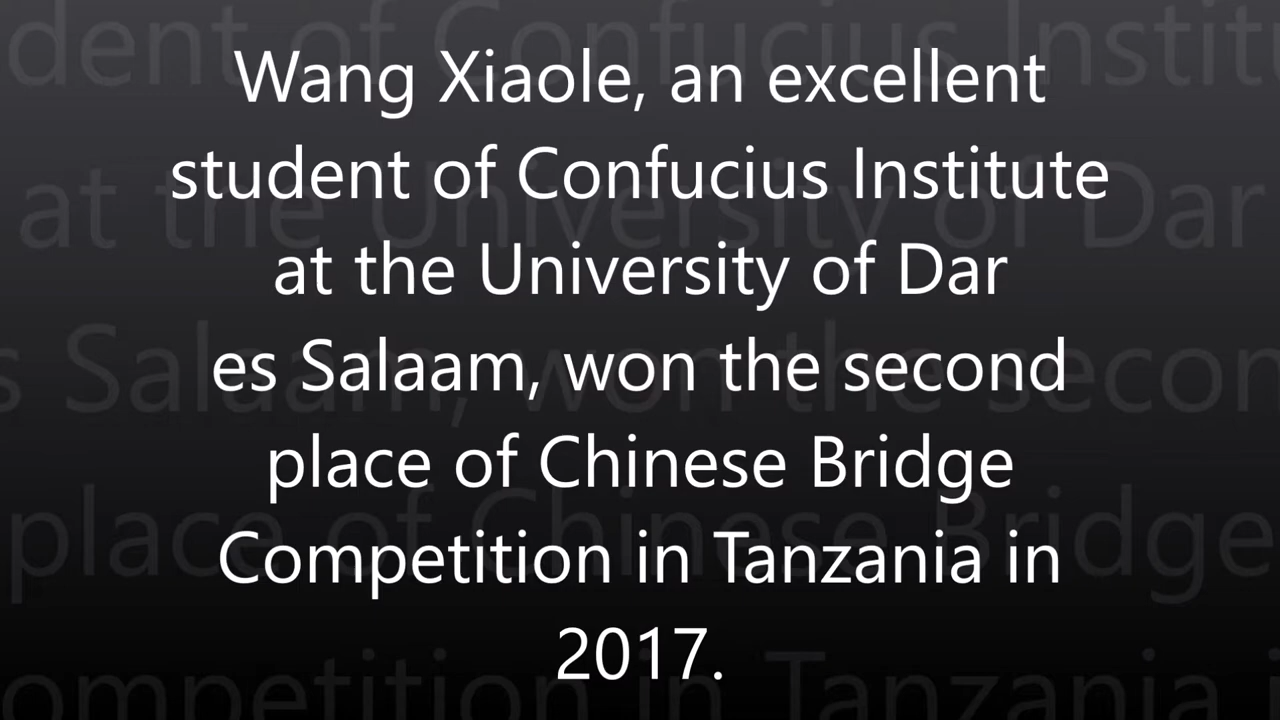 Wang Xiaole, an excellent
student of Confucius Institute
at the University of Dar
es Salaam, won the second
place of Chinese Bridge
Competition in Tanzania in
2017.